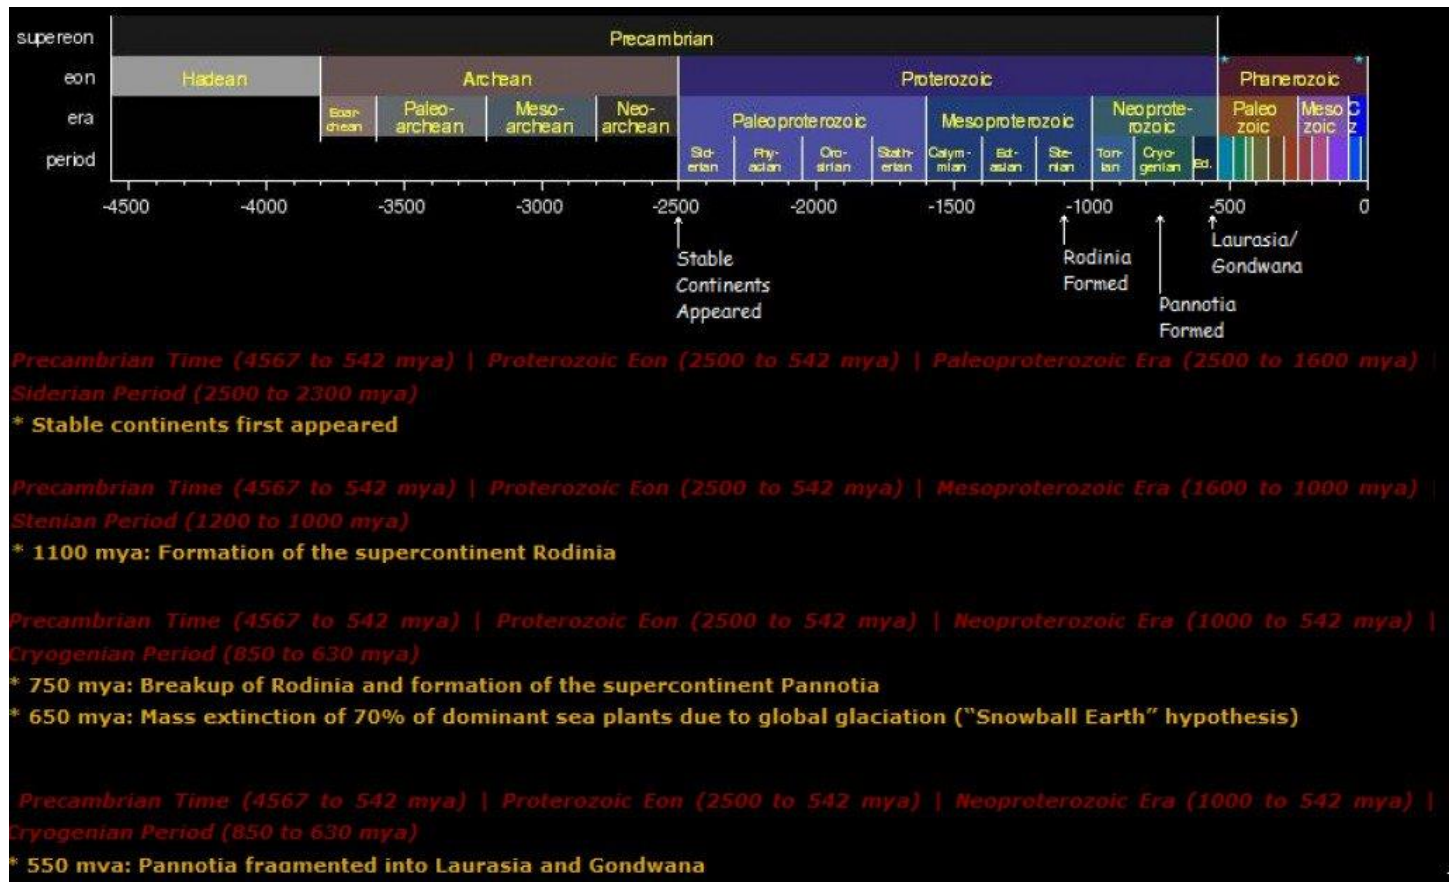 supereon
Precambrian
eon
Hadean
Archean
Proterozoic
Phanerozoic
* *
era
Eoar-
chean
Paleo-
archean
Meso-
archean
Neo-
archean
Paleoproterozoic
Mesoproterozoic
Neoprote-
rozoic
Paleo
zoic
Meso
zoic
C
z
period
Sid-
erian
Rhy-
acian
Oro-
sirian
Stath-
erian
Calym-
mian
Ect-
asian
Ste-
nian
Ton-
ian
Cryo-
genian
Ed.
-4500 -4000 -3500 -3000 -2500 -2000 -1500 -1000 -500 0
Stable
Continents
Appeared
Rodinia
Formed
Pannotia
Formed
Laurasia/
Gondwana
Precambrian Time (4567 to 542 mya) | Proterozoic Eon (2500 to 542 mya) | Paleoproterozoic Era (2500 to 1600 mya) |
Siderian Period (2500 to 2300 mya)
* Stable continents first appeared
Precambrian Time (4567 to 542 mya) | Proterozoic Eon (2500 to 542 mya) | Mesoproterozoic Era (1600 to 1000 mya) |
Stenian Period (1200 to 1000 mya)
* 1100 mya: Formation of the supercontinent Rodinia
Precambrian Time (4567 to 542 mya) | Proterozoic Eon (2500 to 542 mya) | Neoproterozoic Era (1000 to 542 mya) |
Cryogenian Period (850 to 630 mya)
* 750 mya: Breakup of Rodinia and formation of the supercontinent Pannotia
* 650 mya: Mass extinction of 70% of dominant sea plants due to global glaciation (“Snowball Earth” hypothesis)
Precambrian Time (4567 to 542 mya) | Proterozoic Eon (2500 to 542 mya) | Neoproterozoic Era (1000 to 542 mya) |
Cryogenian Period (850 to 630 mya)
* 550 mya: Pannotia fragmented into Laurasia and Gondwana